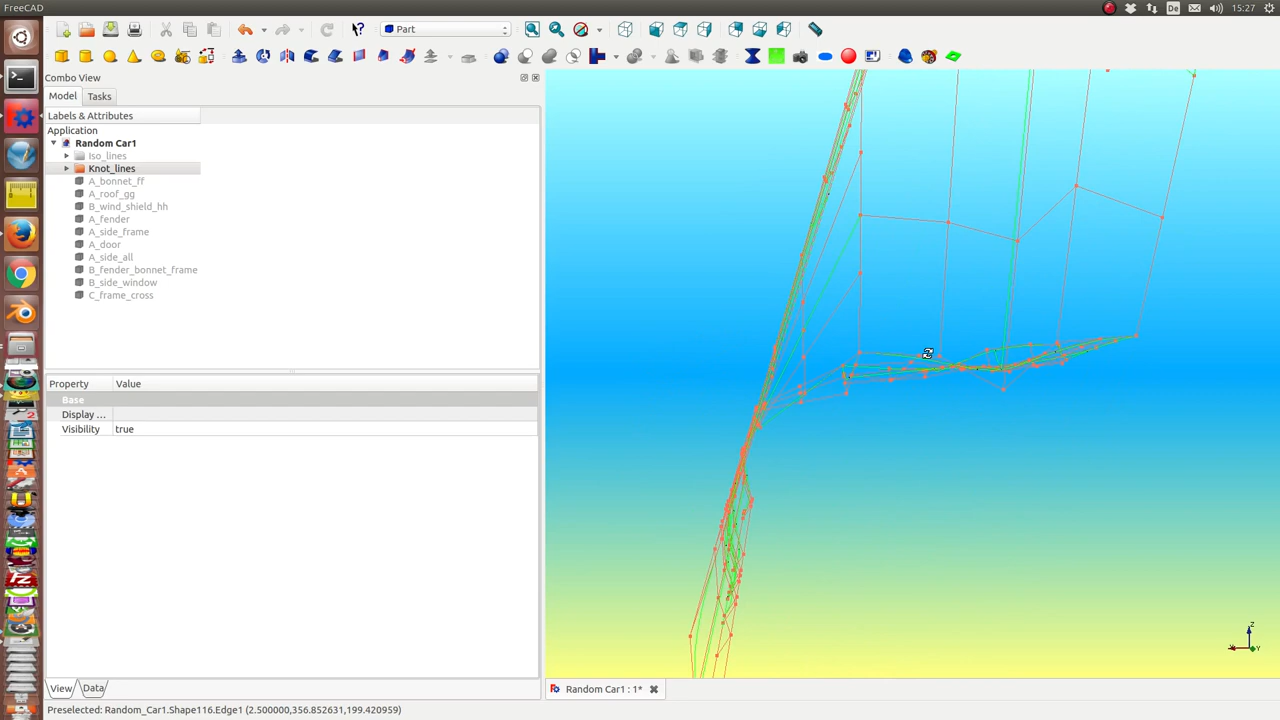 FreeCAD
De
15:27
Part
Combo View
Model
Tasks
Labels & Attributes
Application
Random Car1
Iso_lines
Knot_lines
A_bonnet_ff
A_roof_gg
B_wind_shield_hh
A_fender
A_side_frame
A_door
A_side_all
B_fender_bonnet_frame
B_side_window
C_frame_cross
Property
Value
Base
Display ...
Visibility
true
Z
Y
View
Data
Random Car1 : 1*
Preselected: Random_Car1.Shape116.Edge1 (2.500000,356.852631,199.420959)